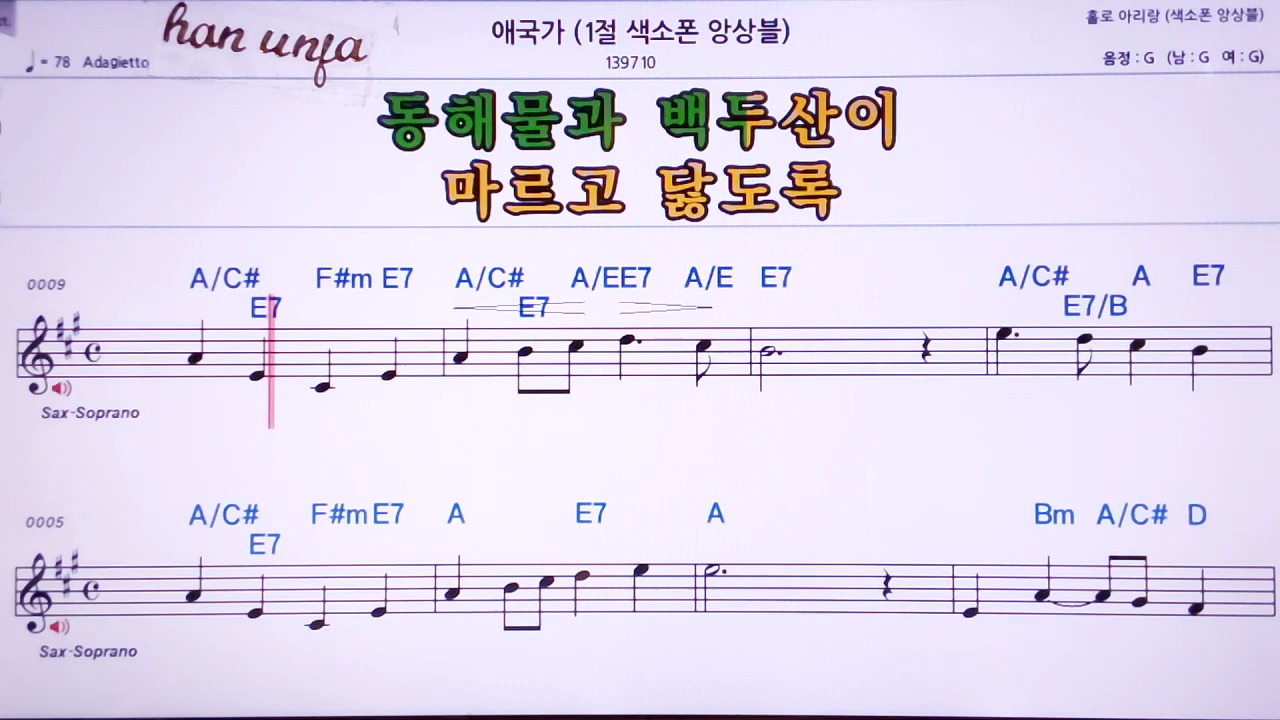 han unja
애국가 (1절 색소폰 앙상블)
홀로 아리랑 (색소폰 앙상블)
♩= 78 Adagietto
139710
음정 : G (남 : G 여 : G)
동해물과 백두산이
마르고 닳도록
0009 A/C# F#m E7 A/C# A/EE7 A/E E7 A/C# A E7
E7 E7 E7/B
Sax-Soprano
0005 A/C# F#m E7 A E7 A Bm A/C# D
E7
Sax-Soprano